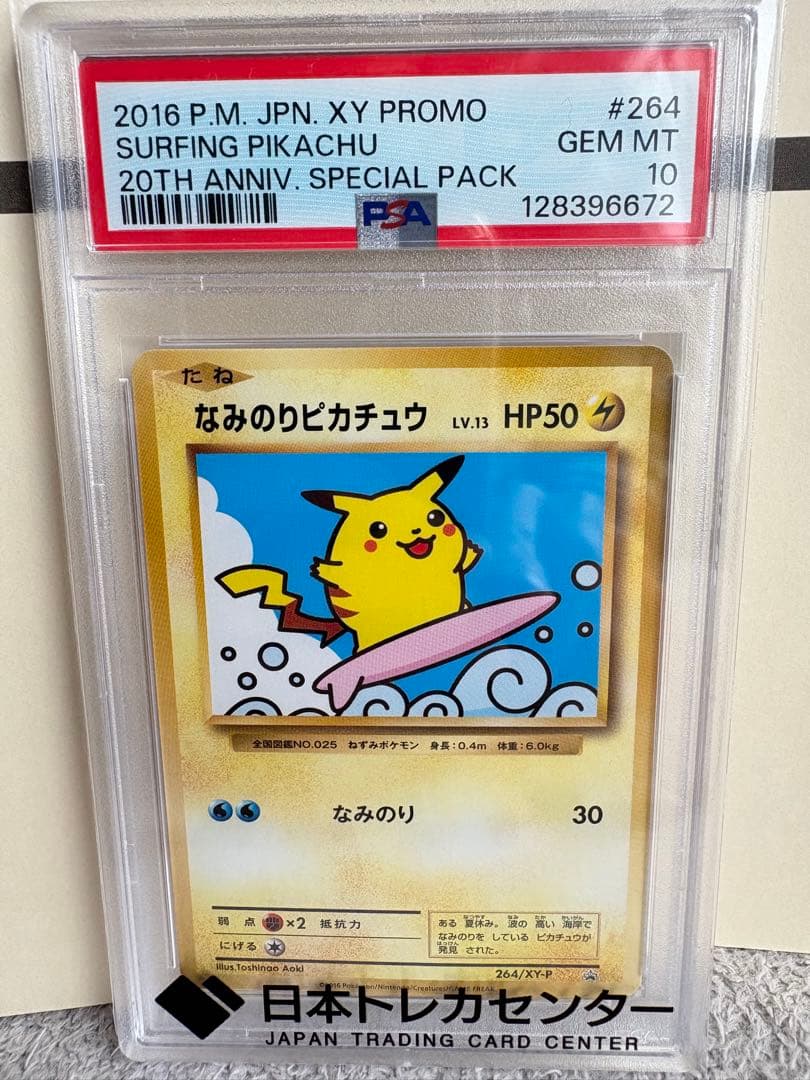 2016 P.M. JPN. XY PROMO #264
SURFING PIKACHU GEM MT
20TH ANNIV. SPECIAL PACK 10
PSA 128396672
たね
なみのりピカチュウ LV.13 HP50
全国図鑑NO.025 ねずみポケモン 身長:0.4m 体重:6.0kg
なみのり 30
弱点 ×2 抵抗力
にげる
ある 夏休み。波の 高い 海岸で
なみのりを している ピカチュウが
発見 された。
Illus.Toshinao Aoki 264/XY-P
©2016 Pokémon/Nintendo/Creatures/GAME FREAK
日本トレカセンター
JAPAN TRADING CARD CENTER